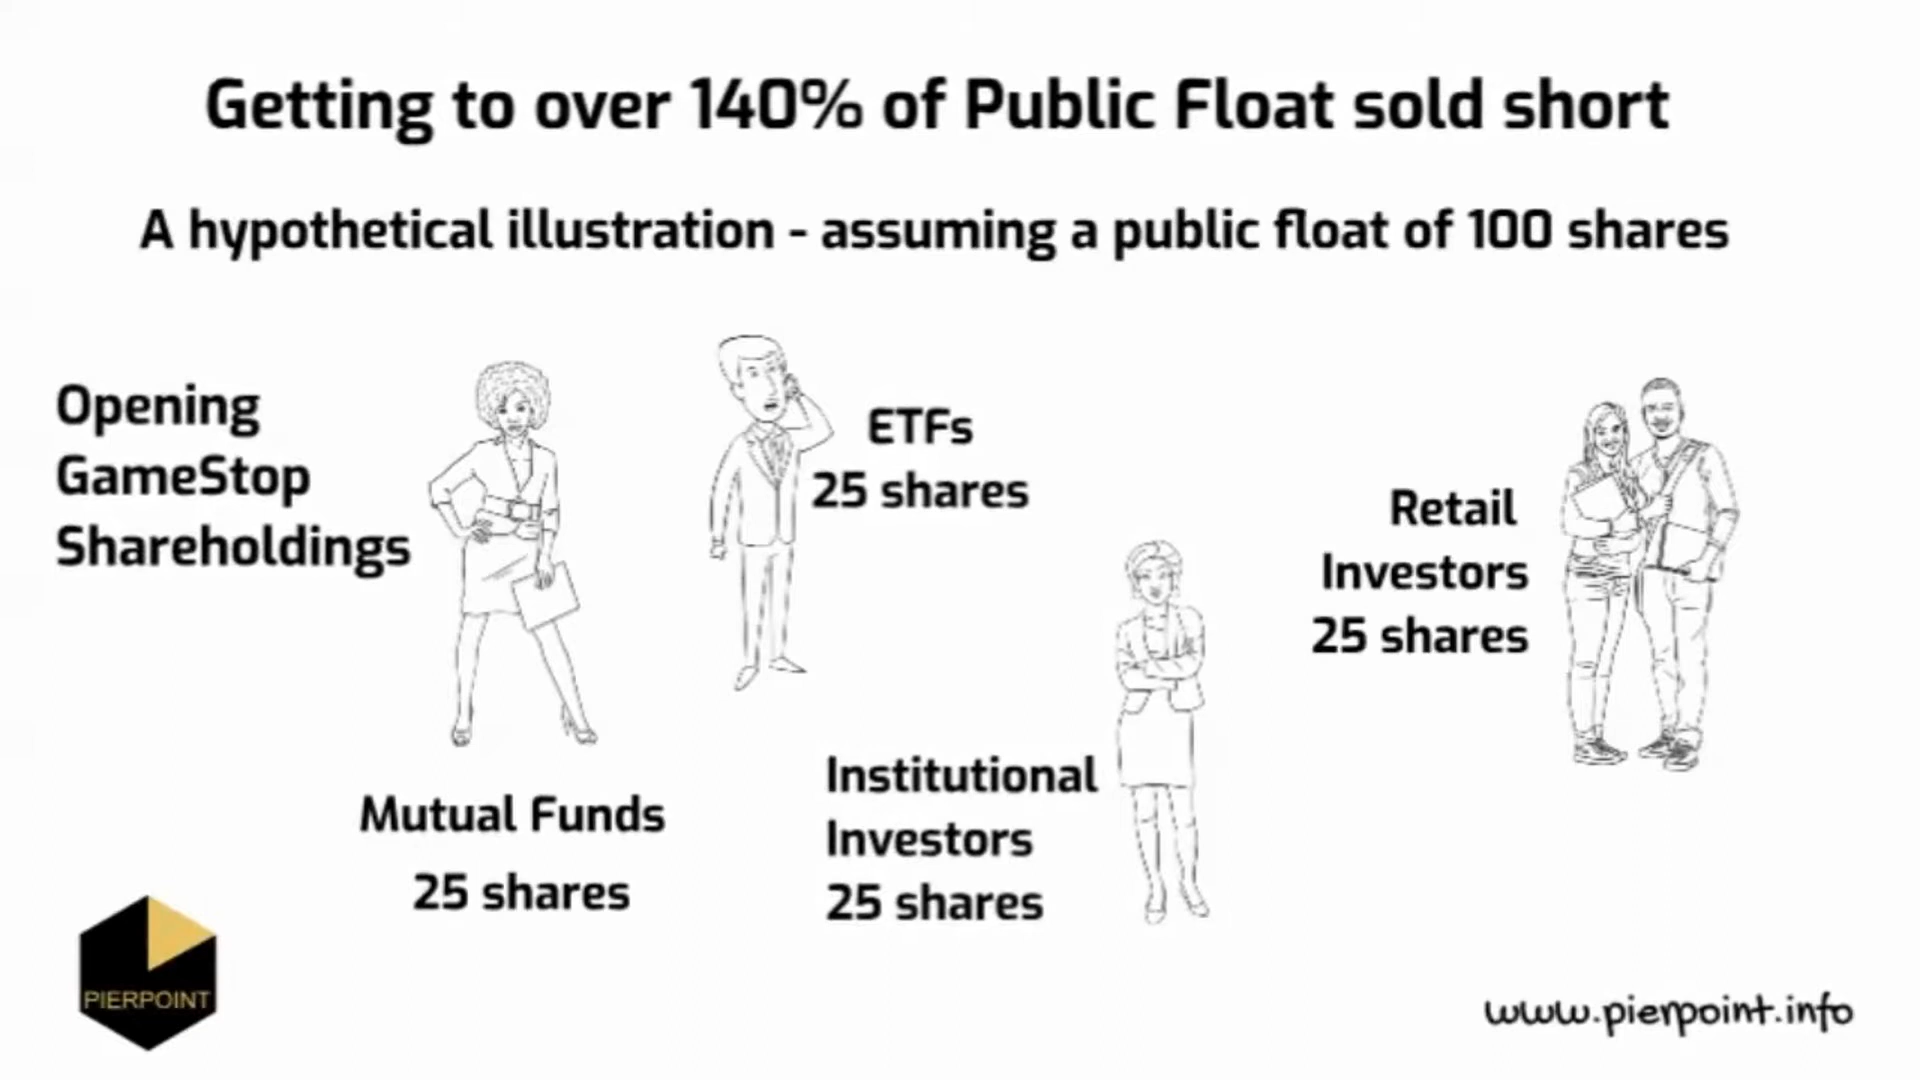 Getting to over 140% of Public Float sold short
A hypothetical illustration - assuming a public float of 100 shares
Opening
GameStop
Shareholdings
Mutual Funds
25 shares
ETFs
25 shares
Institutional
Investors
25 shares
Retail
Investors
25 shares
PIERPOINT
www.pierpoint.info